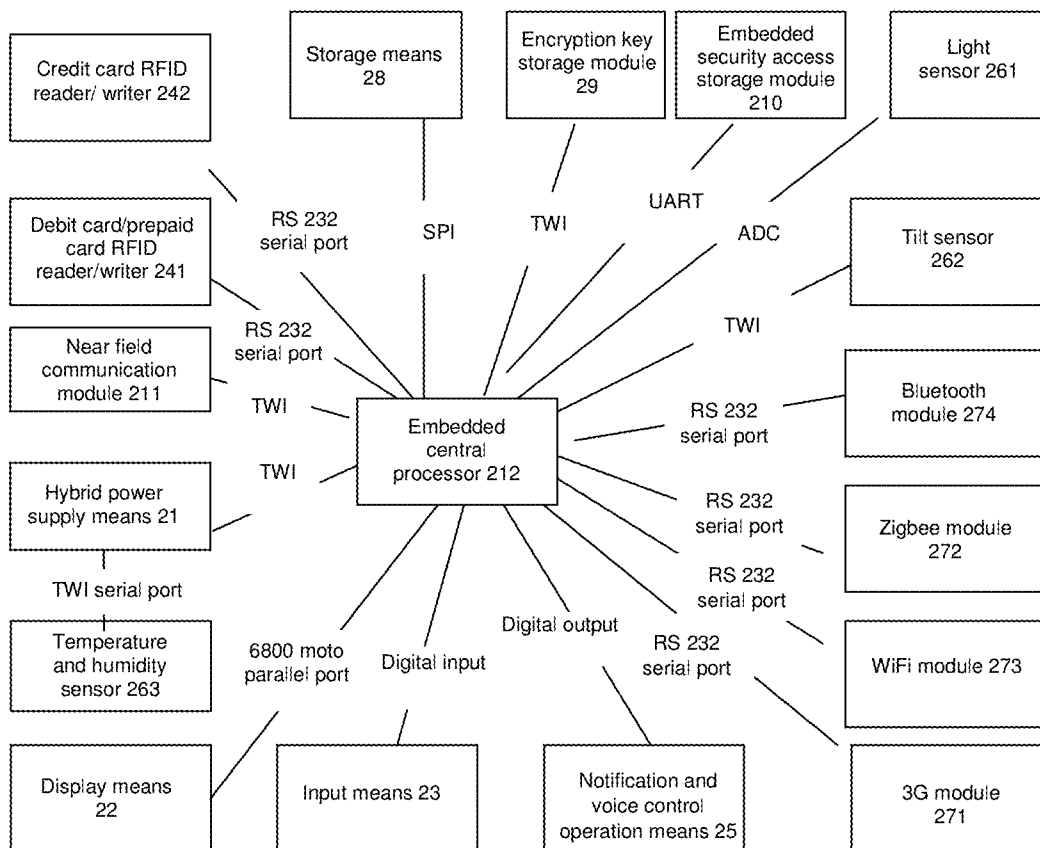 Credit card RFID
reader/ writer 242
Storage means
28
Encryption key
storage module
29
Embedded
security access
storage module
210
Light
sensor 261
RS 232
serial port
SPI
TWI
UART
ADC
Debit card/prepaid
card RFID
reader/writer 241
Tilt sensor
262
RS 232
serial port
TWI
Near field
communication
module 211
TWI
Bluetooth
module 274
RS 232
serial port
Embedded
central
processor 212
TWI
Hybrid power
supply means 21
RS 232
serial port
Zigbee module
272
TWI serial port
RS 232
serial port
Temperature
and humidity
sensor 263
6800 moto
parallel port
Digital input
Digital output
RS 232
serial port
WiFi module 273
Display means
22
Input means 23
Notification and
voice control
operation means 25
3G module
271